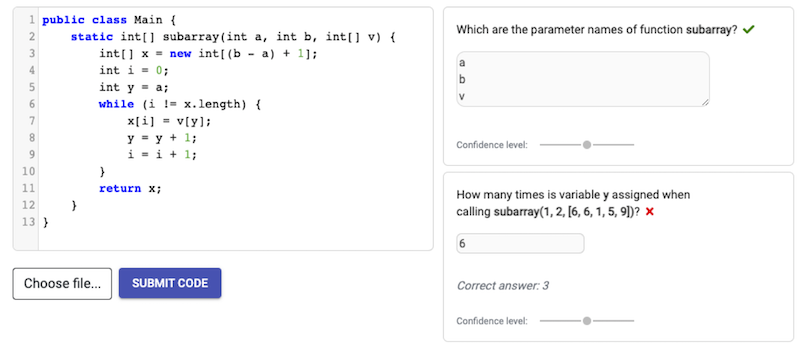 1 public class Main {
2     static int[] subarray(int a, int b, int[] v) {
3         int[] x = new int[(b - a) + 1];
4         int i = 0;
5         int y = a;
6         while (i != x.length) {
7             x[i] = v[y];
8             y = y + 1;
9             i = i + 1;
10         }
11         return x;
12     }
13 }
Choose file...
SUBMIT CODE
Which are the parameter names of function subarray? ✔
a
b
v
Confidence level:
How many times is variable y assigned when
calling subarray(1, 2, [6, 6, 1, 5, 9])? ✖
6
Correct answer: 3
Confidence level: